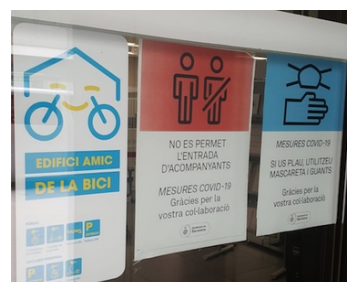 EDIFICI AMIC
DE LA BICI
NO ES PERMET
L'ENTRADA
D'ACOMPANYANTS
MESURES COVID-19
Gràcies per la
vostra col·laboració
MESURES COVID-19
SI US PLAU, UTILITZEU
MASCARETA I GUANTS
Gràcies per la
vostra col·laboració